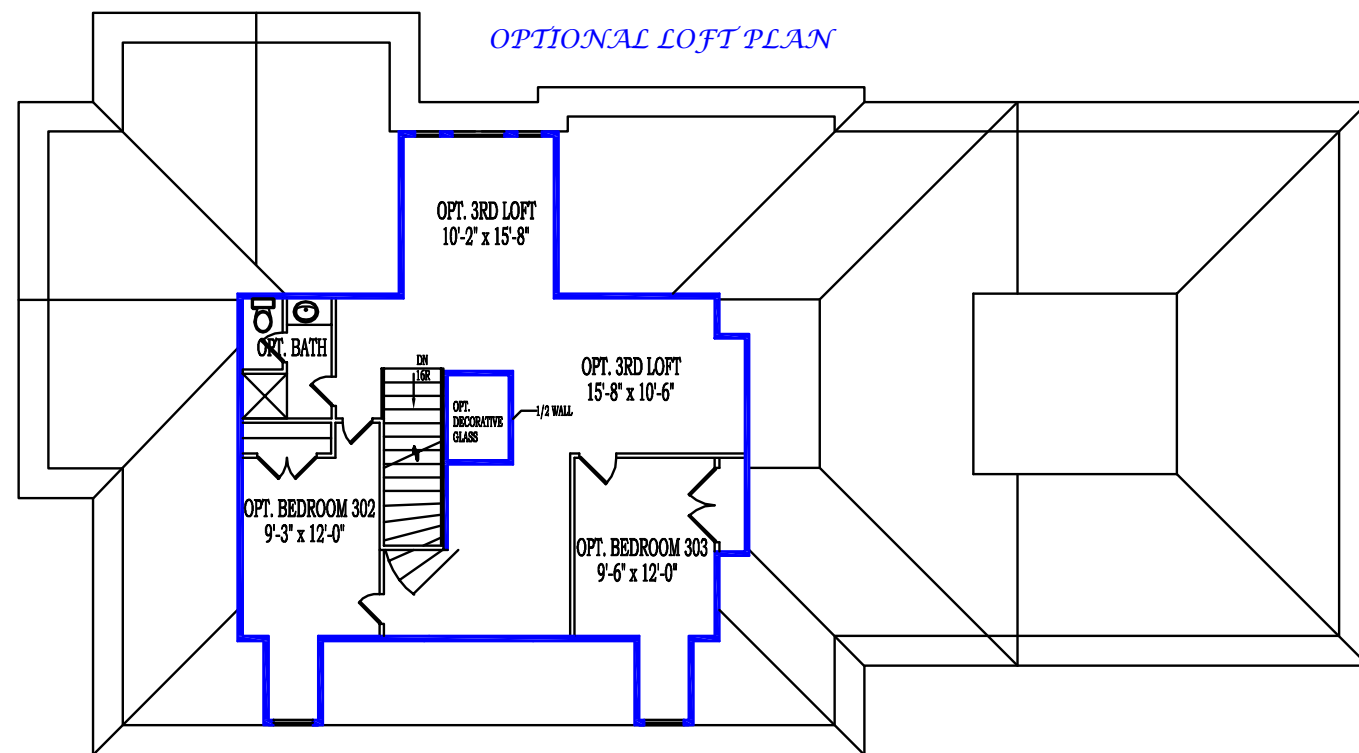 OPTIONAL LOFT PLAN
OPT. 3RD LOFT
10'-2" x 15'-8"
OPT. BATH
DN
16R
OPT. 3RD LOFT
15'-8" x 10'-6"
OPT.
DECORATIVE
GLASS
1/2 WALL
OPT. BEDROOM 302
9'-3" x 12'-0"
OPT. BEDROOM 303
9'-6" x 12'-0"